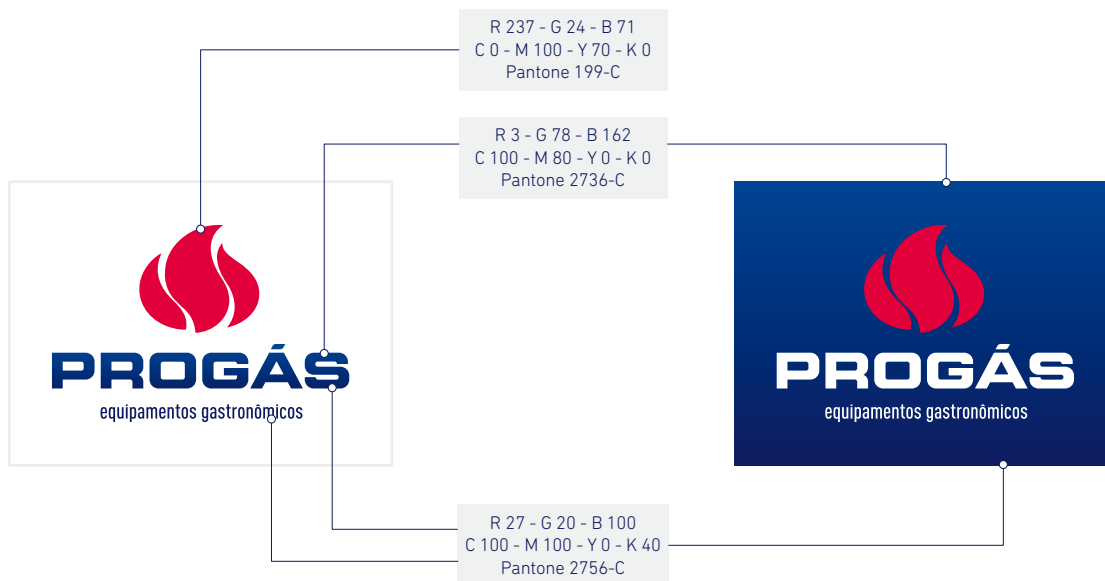 R 237 - G 24 - B 71
C 0 - M 100 - Y 70 - K 0
Pantone 199-C
R 3 - G 78 - B 162
C 100 - M 80 - Y 0 - K 0
Pantone 2736-C
PROGÁS
equipamentos gastronômicos
PROGÁS
equipamentos gastronômicos
R 27 - G 20 - B 100
C 100 - M 100 - Y 0 - K 40
Pantone 2756-C